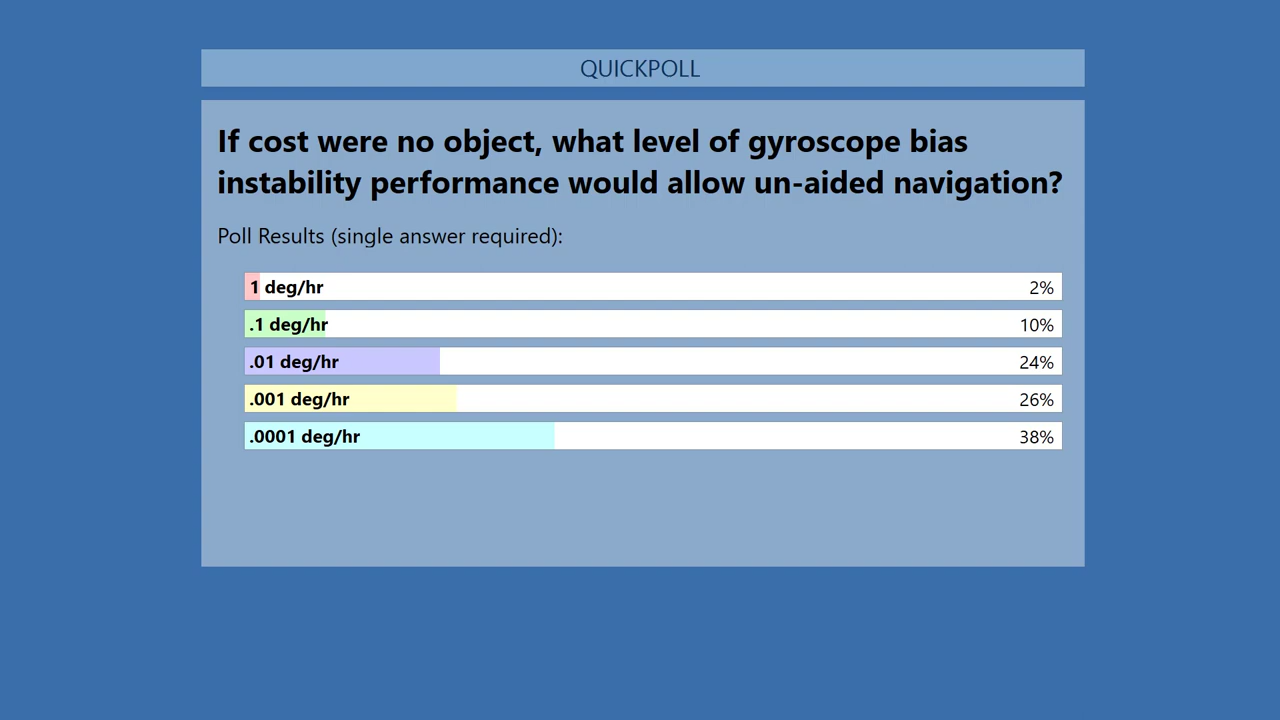 QUICKPOLL
If cost were no object, what level of gyroscope bias
instability performance would allow un-aided navigation?
Poll Results (single answer required):
1 deg/hr 2%
.1 deg/hr 10%
.01 deg/hr 24%
.001 deg/hr 26%
.0001 deg/hr 38%